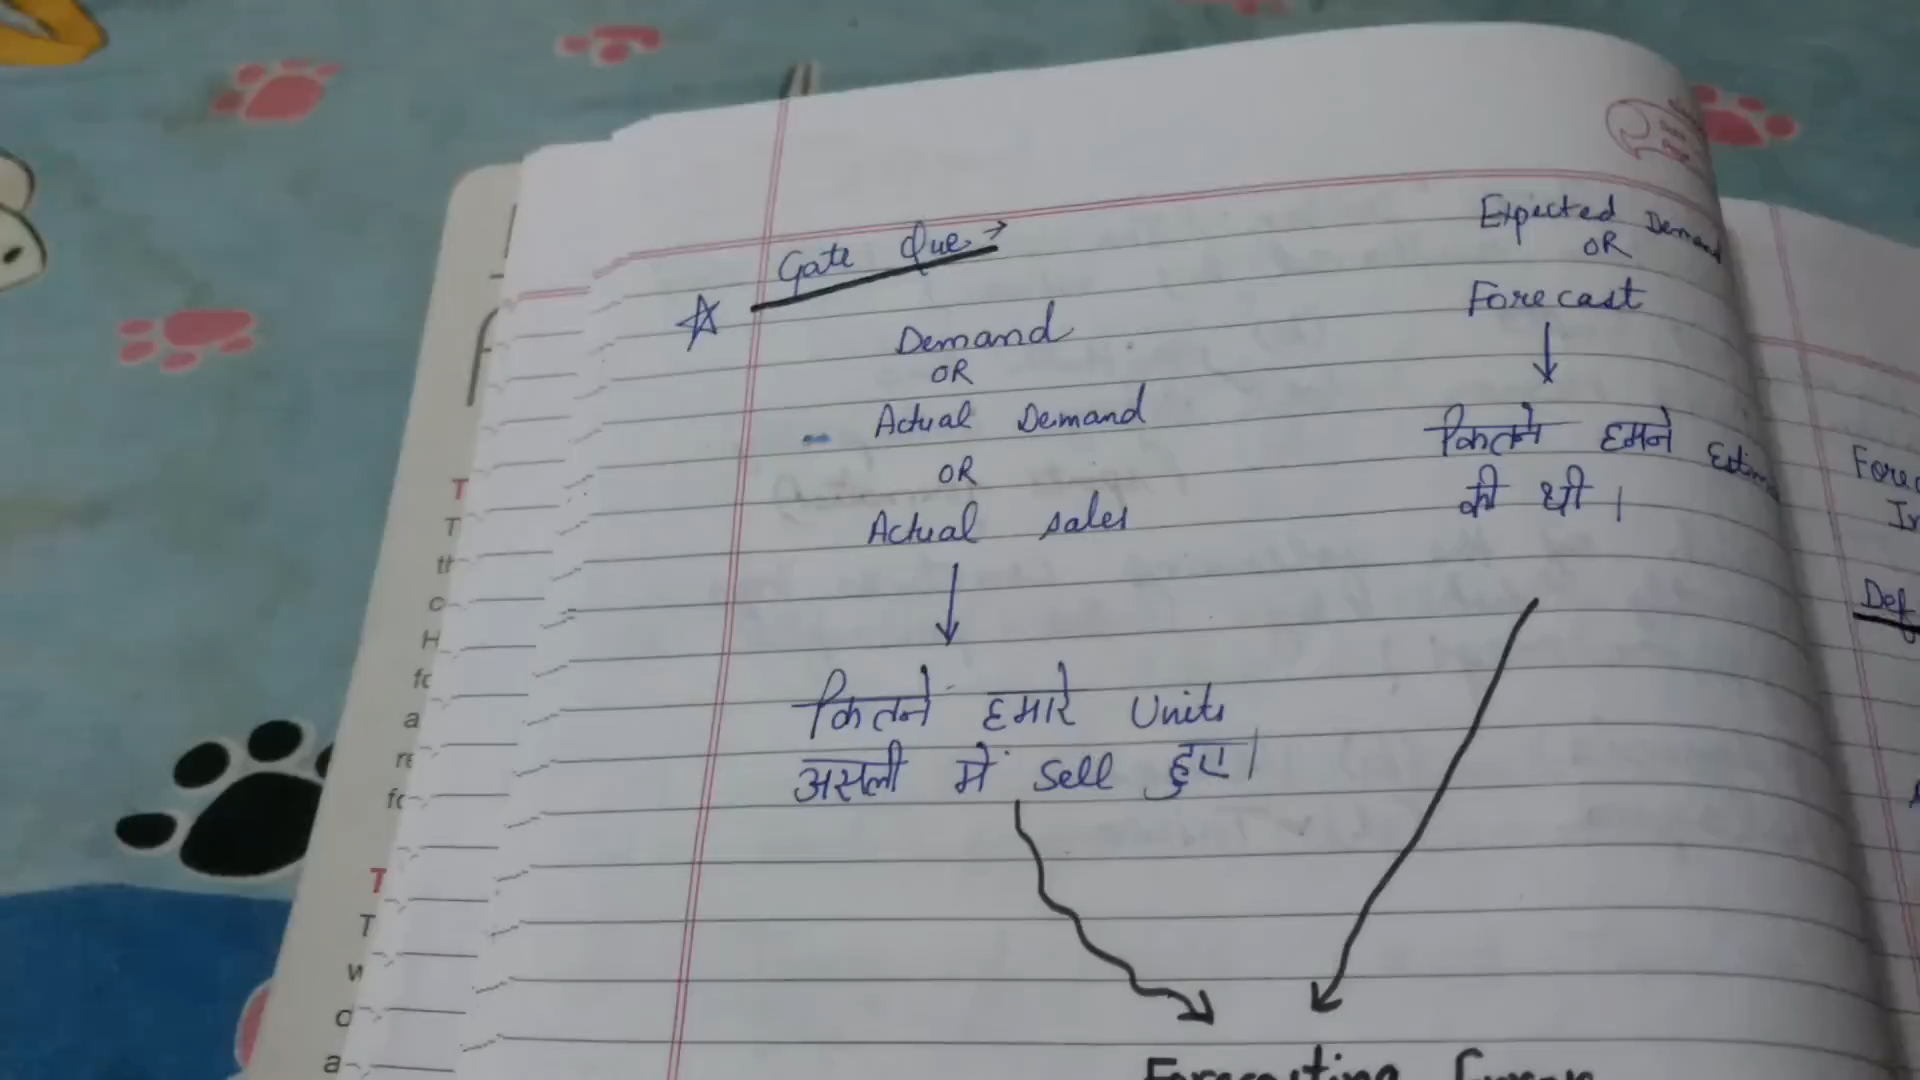 Gate Que →
Demand
OR
Actual Demand
OR
Actual sales
कितने हमारे Units
असली में Sell हुए।
Expected Demand
OR
Forecast
कितने हमने
की थी।
Forecasting